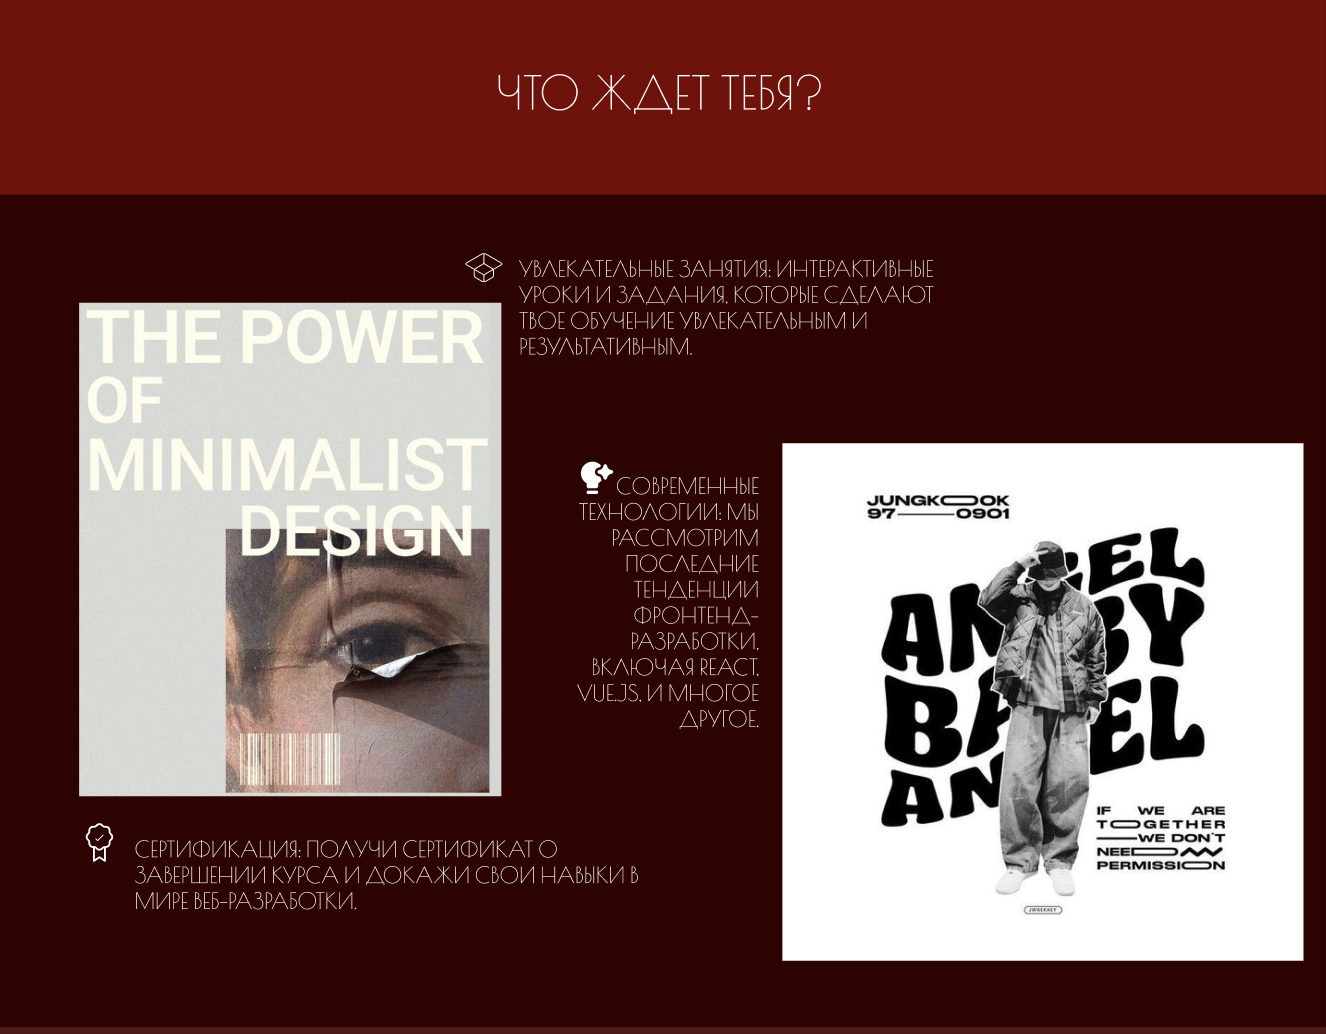 ЧТО ЖДЕТ ТЕБЯ?
УВЛЕКАТЕЛЬНЫЕ ЗАНЯТИЯ: ИНТЕРАКТИВНЫЕ
УРОКИ И ЗАДАНИЯ, КОТОРЫЕ СДЕЛАЮТ
ТВОЕ ОБУЧЕНИЕ УВЛЕКАТЕЛЬНЫМ И
РЕЗУЛЬТАТИВНЫМ.
THE POWER
OF
MINIMALIST
DESIGN
СОВРЕМЕННЫЕ
ТЕХНОЛОГИИ: МЫ
РАССМОТРИМ
ПОСЛЕДНИЕ
ТЕНДЕНЦИИ
ФРОНТЕНД-
РАЗРАБОТКИ,
ВКЛЮЧАЯ REACT,
VUE.JS, И МНОГОЕ
ДРУГОЕ.
JUNGKOOK
97 0901
ANGEL
BABY
ANGEL
IF WE ARE
TOGETHER
WE DON'T
NEED
PERMISSION
СЕРТИФИКАЦИЯ: ПОЛУЧИ СЕРТИФИКАТ О
ЗАВЕРШЕНИИ КУРСА И ДОКАЖИ СВОИ НАВЫКИ В
МИРЕ ВЕБ-РАЗРАБОТКИ.